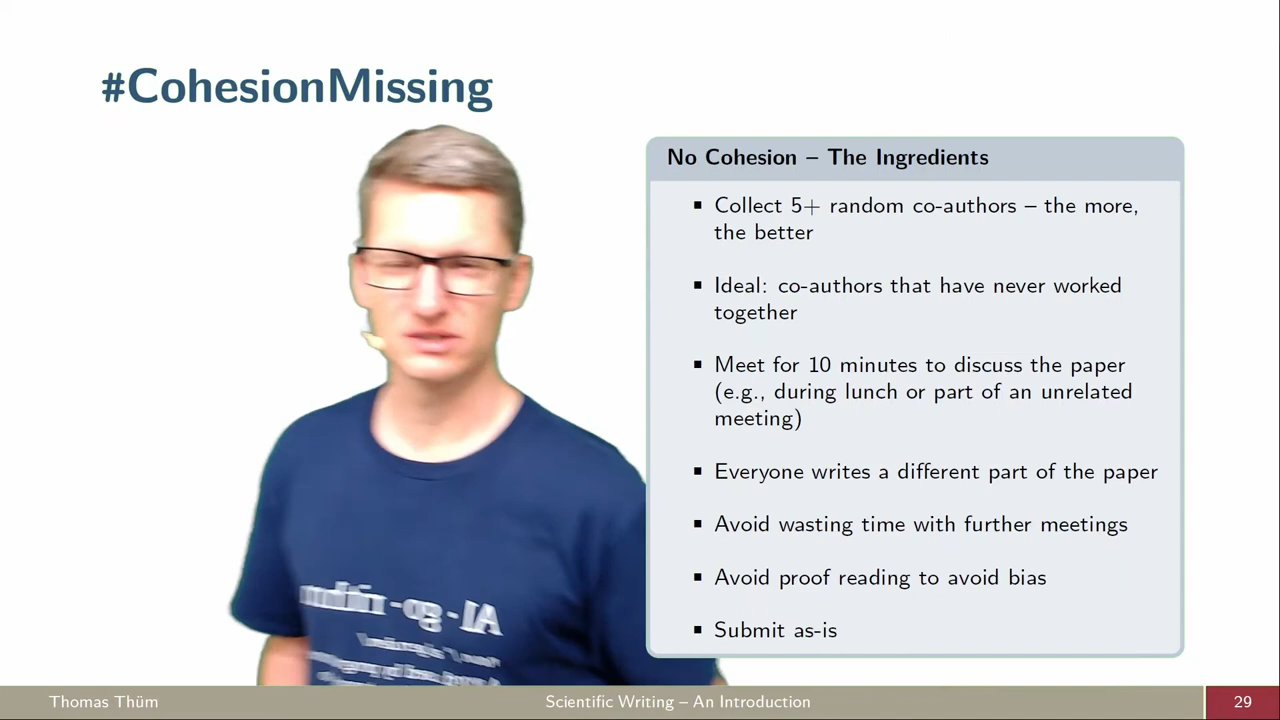 #CohesionMissing
No Cohesion – The Ingredients
▪ Collect 5+ random co-authors – the more,
the better
▪ Ideal: co-authors that have never worked
together
▪ Meet for 10 minutes to discuss the paper
(e.g., during lunch or part of an unrelated
meeting)
▪ Everyone writes a different part of the paper
▪ Avoid wasting time with further meetings
▪ Avoid proof reading to avoid bias
▪ Submit as-is
Al·go·rithm
Thomas Thüm
Scientific Writing – An Introduction
29